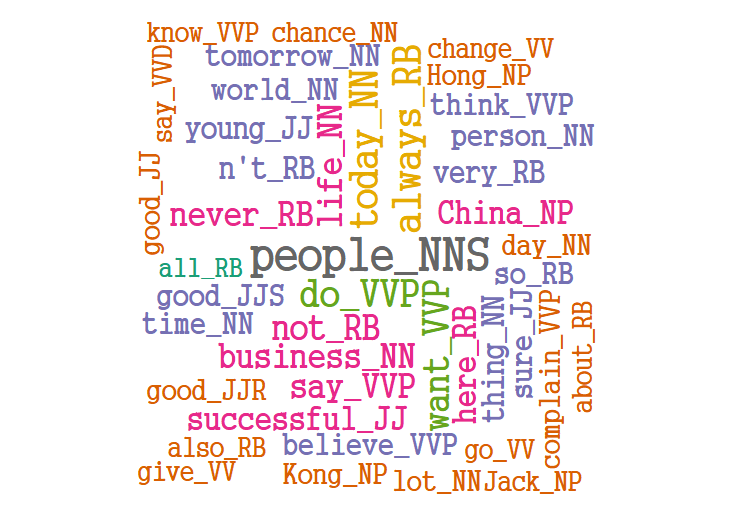 know_VVP chance_NN
tomorrow_NN
change_VV
say_VVD
world_NN
life_NN
today_NN
always_RB
Hong_NP
think_VVP
young_JJ
person_NN
good_JJ
n't_RB
very_RB
never_RB
China_NP
people_NNS
day_NN
all_RB
so_RB
good_JJS
do_VVP
want_VVP
here_RB
thing_NN
sure_JJ
complain_VVP
about_RB
time_NN
not_RB
business_NN
good_JJR
say_VVP
successful_JJ
also_RB
believe_VVP
go_VV
give_VV
Kong_NP
lot_NN
Jack_NP